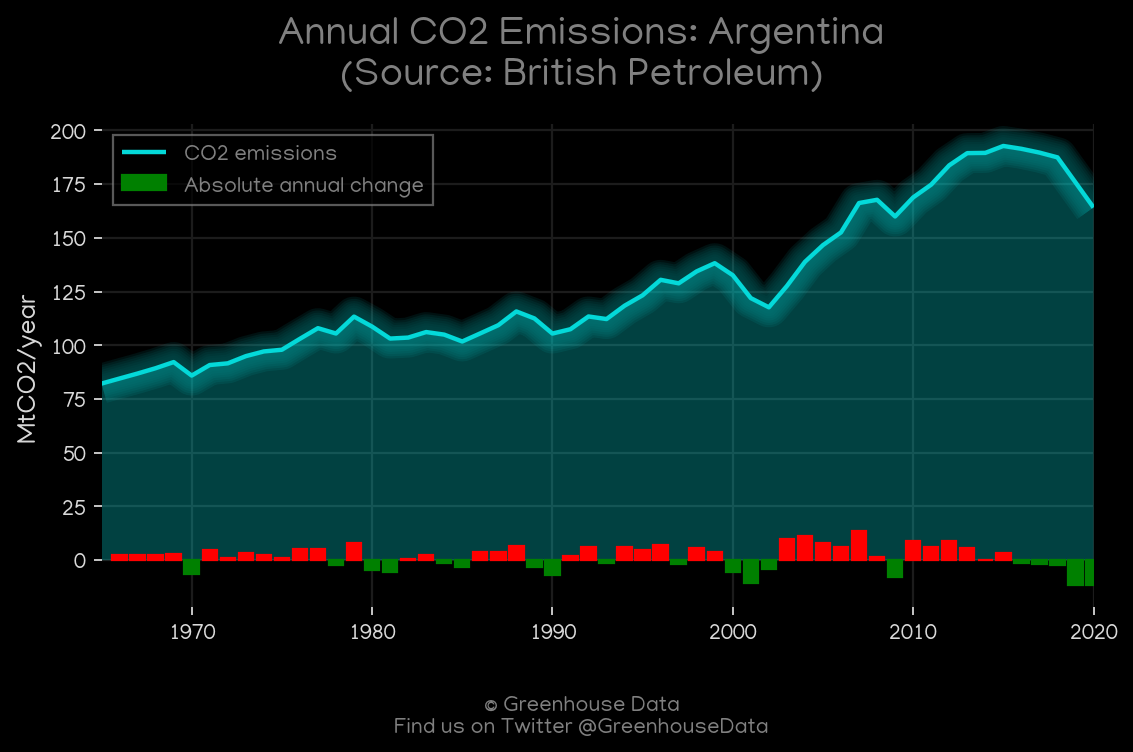 Annual CO2 Emissions: Argentina
(Source: British Petroleum)
CO2 emissions
Absolute annual change
MtCO2/year
200
175
150
125
100
75
50
25
0
1970 1980 1990 2000 2010 2020
© Greenhouse Data
Find us on Twitter @GreenhouseData